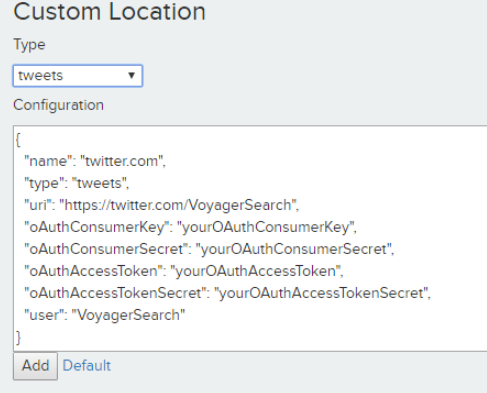 Custom Location
Type
tweets
Configuration
{
"name": "twitter.com",
"type": "tweets",
"uri": "https://twitter.com/VoyagerSearch",
"oAuthConsumerKey": "yourOAuthConsumerKey",
"oAuthConsumerSecret": "yourOAuthConsumerSecret",
"oAuthAccessToken": "yourOAuthAccessToken",
"oAuthAccessTokenSecret": "yourOAuthAccessTokenSecret",
"user": "VoyagerSearch"
}
Add Default